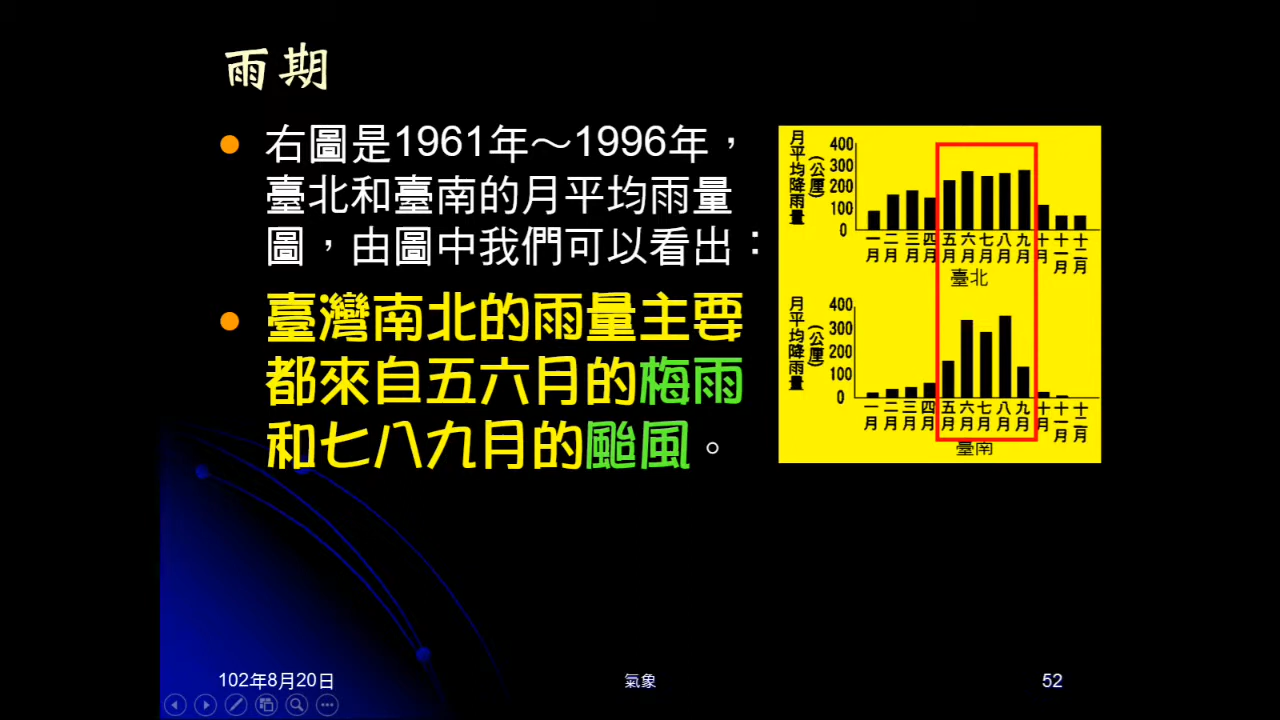 雨期
右圖是1961年～1996年，
臺北和臺南的月平均雨量
圖，由圖中我們可以看出：
臺灣南北的雨量主要
都來自五六月的梅雨
和七八九月的颱風。
月平均降雨量
(公厘)
400
300
200
100
0
一月 二月 三月 四月 五月 六月 七月 八月 九月 十月 十一月 十二月
臺北
月平均降雨量
(公厘)
400
300
200
100
0
一月 二月 三月 四月 五月 六月 七月 八月 九月 十月 十一月 十二月
臺南
102年8月20日
氣象
52